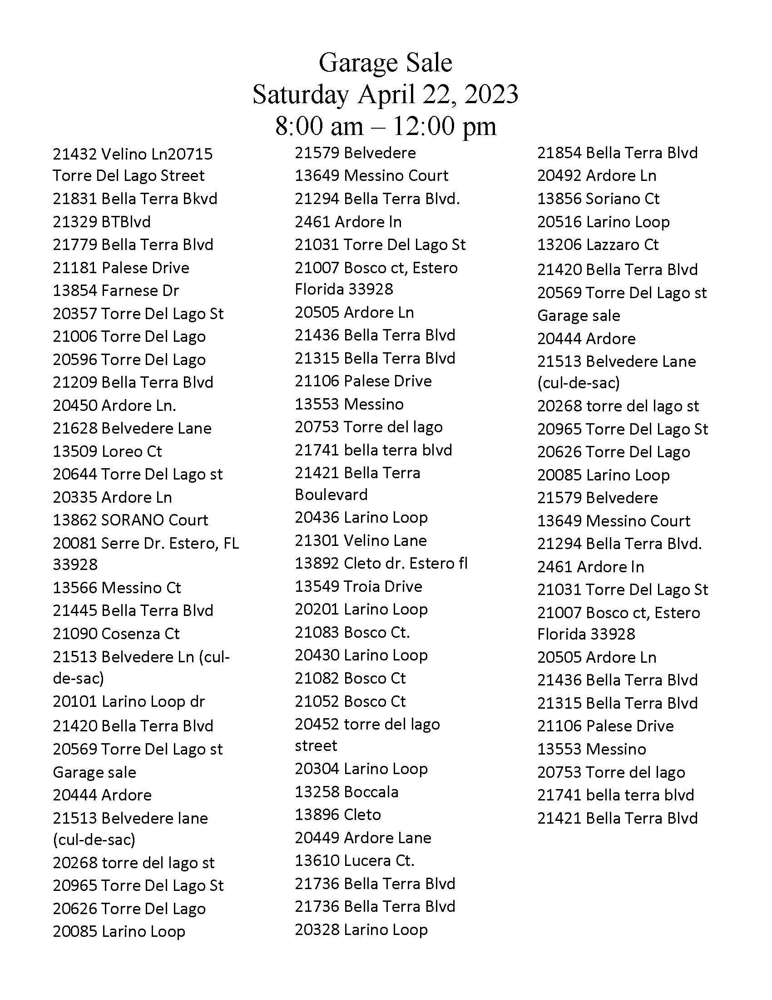 Garage Sale
Saturday April 22, 2023
8:00 am – 12:00 pm
21432 Velino Ln20715
Torre Del Lago Street
21831 Bella Terra Bkvd
21329 BTBlvd
21779 Bella Terra Blvd
21181 Palese Drive
13854 Farnese Dr
20357 Torre Del Lago St
21006 Torre Del Lago
20596 Torre Del Lago
21209 Bella Terra Blvd
20450 Ardore Ln.
21628 Belvedere Lane
13509 Loreo Ct
20644 Torre Del Lago st
20335 Ardore Ln
13862 SORANO Court
20081 Serre Dr. Estero, FL
33928
13566 Messino Ct
21445 Bella Terra Blvd
21090 Cosenza Ct
21513 Belvedere Ln (cul-
de-sac)
20101 Larino Loop dr
21420 Bella Terra Blvd
20569 Torre Del Lago st
Garage sale
20444 Ardore
21513 Belvedere lane
(cul-de-sac)
20268 torre del lago st
20965 Torre Del Lago St
20626 Torre Del Lago
20085 Larino Loop
21579 Belvedere
13649 Messino Court
21294 Bella Terra Blvd.
2461 Ardore ln
21031 Torre Del Lago St
21007 Bosco ct, Estero
Florida 33928
20505 Ardore Ln
21436 Bella Terra Blvd
21315 Bella Terra Blvd
21106 Palese Drive
13553 Messino
20753 Torre del lago
21741 bella terra blvd
21421 Bella Terra
Boulevard
20436 Larino Loop
21301 Velino Lane
13892 Cleto dr. Estero fl
13549 Troia Drive
20201 Larino Loop
21083 Bosco Ct.
20430 Larino Loop
21082 Bosco Ct
21052 Bosco Ct
20452 torre del lago
street
20304 Larino Loop
13258 Boccala
13896 Cleto
20449 Ardore Lane
13610 Lucera Ct.
21736 Bella Terra Blvd
21736 Bella Terra Blvd
20328 Larino Loop
21854 Bella Terra Blvd
20492 Ardore Ln
13856 Soriano Ct
20516 Larino Loop
13206 Lazzaro Ct
21420 Bella Terra Blvd
20569 Torre Del Lago st
Garage sale
20444 Ardore
21513 Belvedere Lane
(cul-de-sac)
20268 torre del lago st
20965 Torre Del Lago St
20626 Torre Del Lago
20085 Larino Loop
21579 Belvedere
13649 Messino Court
21294 Bella Terra Blvd.
2461 Ardore ln
21031 Torre Del Lago St
21007 Bosco ct, Estero
Florida 33928
20505 Ardore Ln
21436 Bella Terra Blvd
21315 Bella Terra Blvd
21106 Palese Drive
13553 Messino
20753 Torre del lago
21741 bella terra blvd
21421 Bella Terra Blvd